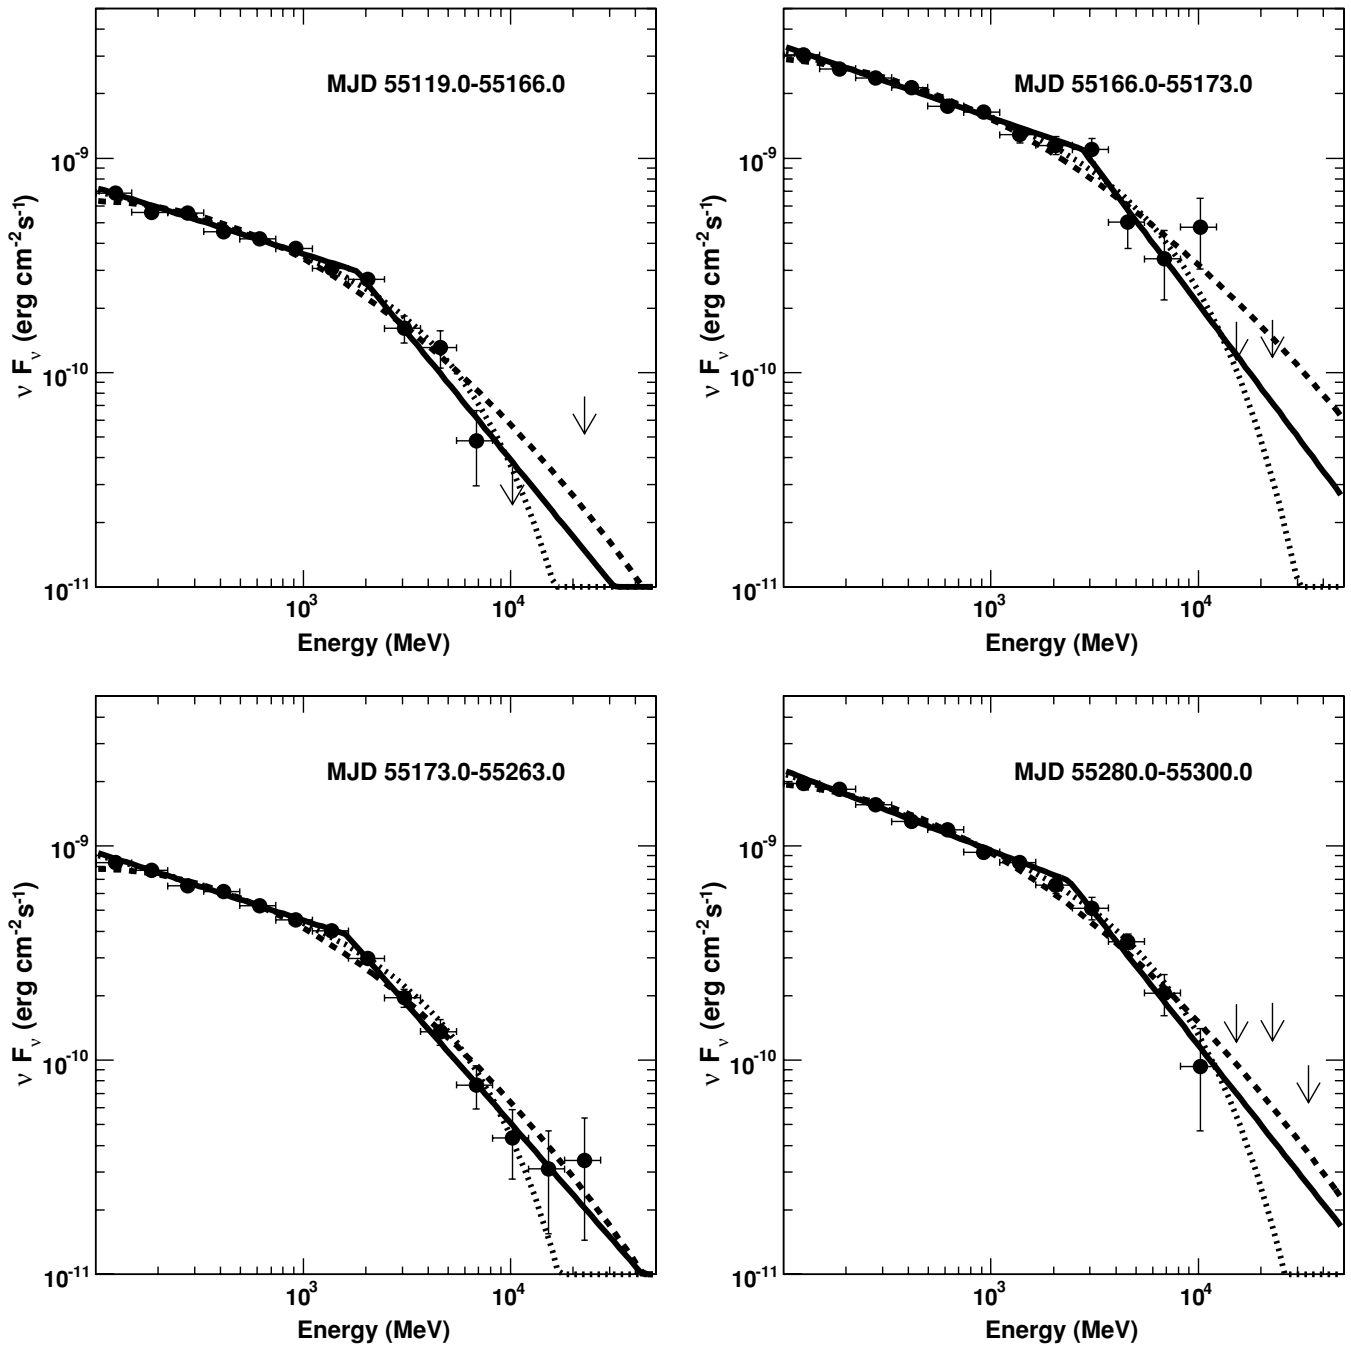 MJD 55119.0-55166.0
10^-9
10^-10
10^-11
ν F_ν (erg cm^-2 s^-1)
10^3
10^4
Energy (MeV)
MJD 55166.0-55173.0
10^-9
10^-10
10^-11
ν F_ν (erg cm^-2 s^-1)
10^3
10^4
Energy (MeV)
MJD 55173.0-55263.0
10^-9
10^-10
10^-11
ν F_ν (erg cm^-2 s^-1)
10^3
10^4
Energy (MeV)
MJD 55280.0-55300.0
10^-9
10^-10
10^-11
ν F_ν (erg cm^-2 s^-1)
10^3
10^4
Energy (MeV)